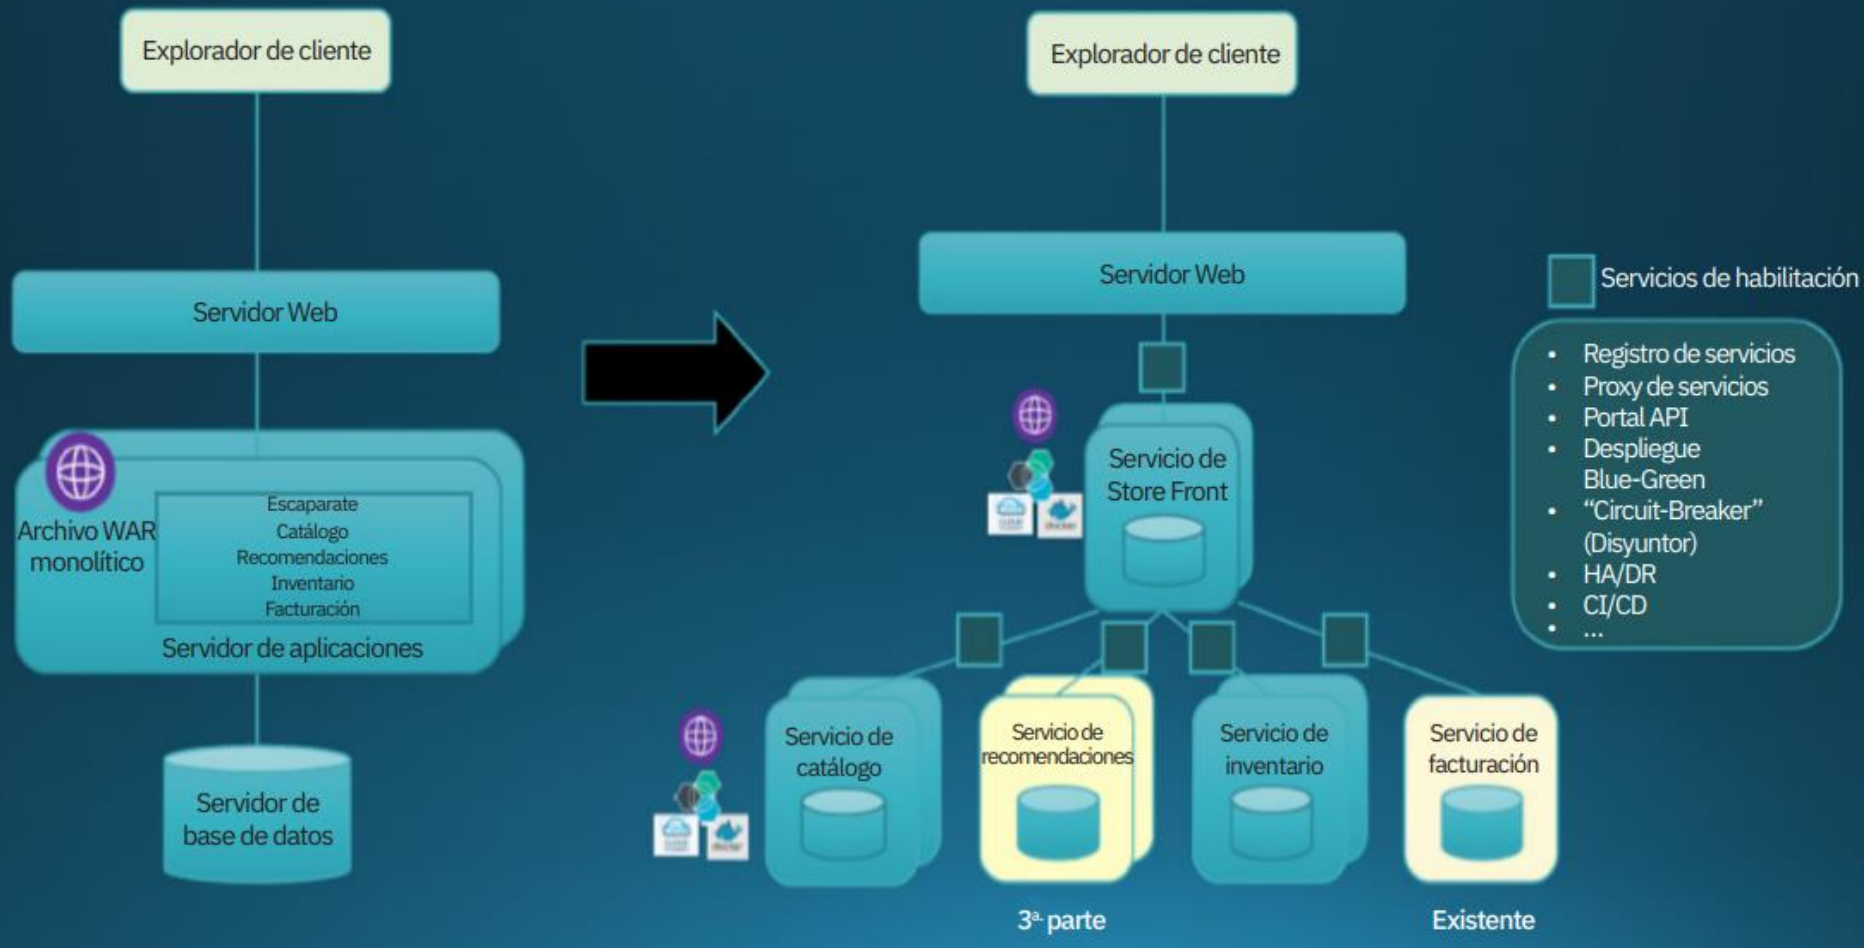 Explorador de cliente
Servidor Web
Archivo WAR
monolítico
Escaparate
Catálogo
Recomendaciones
Inventario
Facturación
Servidor de aplicaciones
Servidor de
base de datos
Explorador de cliente
Servidor Web
Servicio de
Store Front
docker
Servicio de
catálogo
docker
Servicio de
recomendaciones
Servicio de
inventario
Servicio de
facturación
3ª. parte
Existente
Servicios de habilitación
• Registro de servicios
• Proxy de servicios
• Portal API
• Despliegue
Blue-Green
• “Circuit-Breaker”
(Disyuntor)
• HA/DR
• CI/CD
• ...